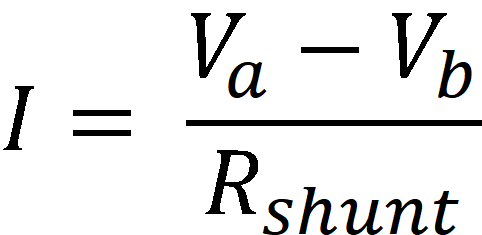 I = (V_a − V_b) / R_shunt